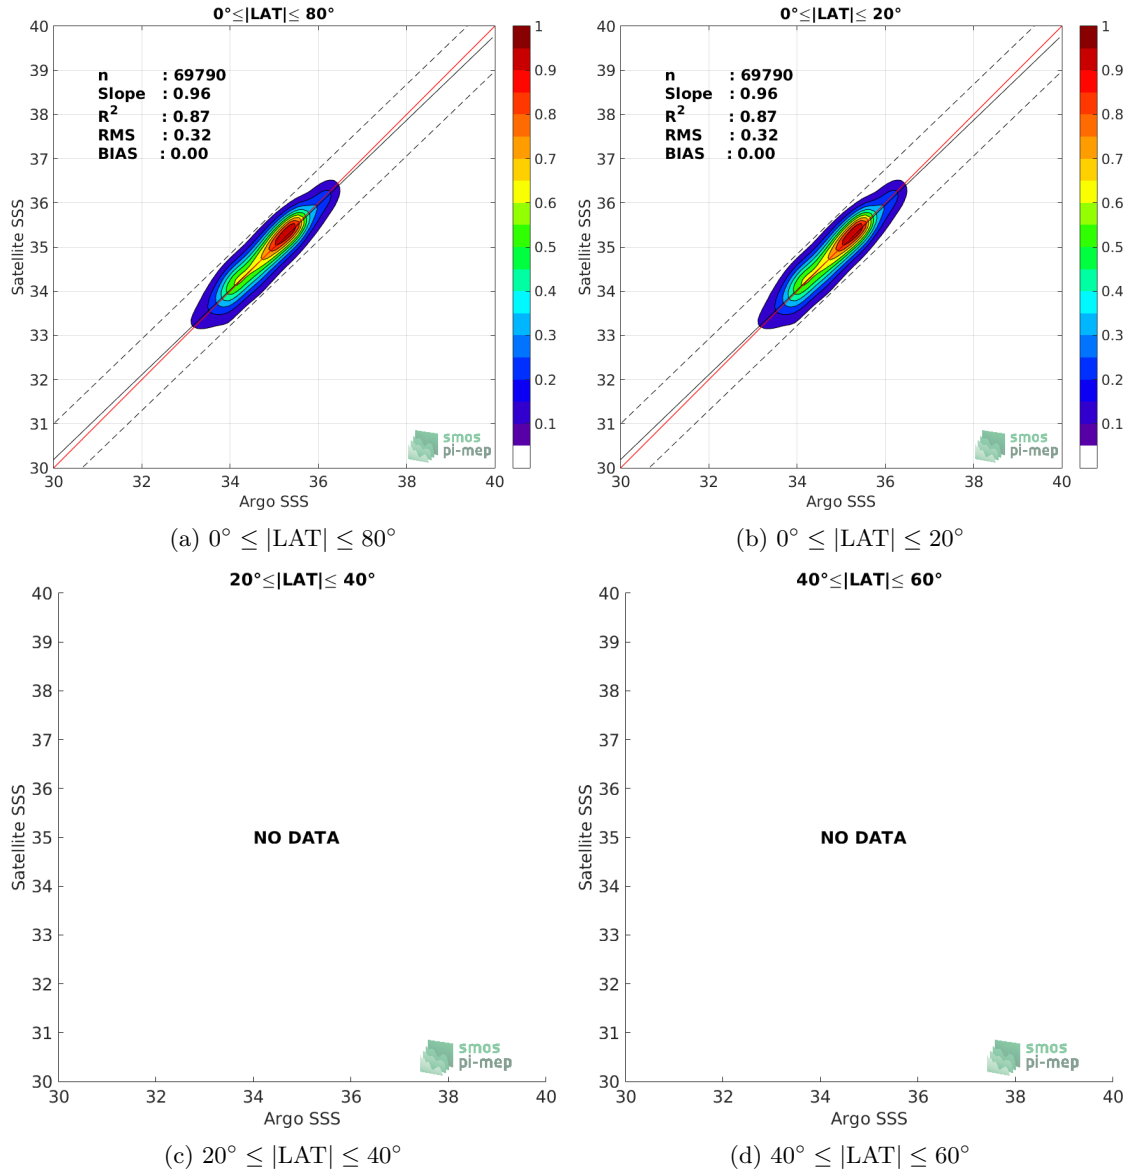 0°≤|LAT|≤ 80°
40
39
38
37
36
35
34
33
32
31
30
Satellite SSS
n : 69790
Slope : 0.96
R² : 0.87
RMS : 0.32
BIAS : 0.00
smos
pi-mep
30 32 34 36 38 40
Argo SSS
1
0.9
0.8
0.7
0.6
0.5
0.4
0.3
0.2
0.1
(a) 0° ≤ |LAT| ≤ 80°
0°≤|LAT|≤ 20°
40
39
38
37
36
35
34
33
32
31
30
Satellite SSS
n : 69790
Slope : 0.96
R² : 0.87
RMS : 0.32
BIAS : 0.00
smos
pi-mep
30 32 34 36 38 40
Argo SSS
1
0.9
0.8
0.7
0.6
0.5
0.4
0.3
0.2
0.1
(b) 0° ≤ |LAT| ≤ 20°
20°≤|LAT|≤ 40°
40
39
38
37
36
35
34
33
32
31
30
Satellite SSS
NO DATA
smos
pi-mep
30 32 34 36 38 40
Argo SSS
(c) 20° ≤ |LAT| ≤ 40°
40°≤|LAT|≤ 60°
40
39
38
37
36
35
34
33
32
31
30
Satellite SSS
NO DATA
smos
pi-mep
30 32 34 36 38 40
Argo SSS
(d) 40° ≤ |LAT| ≤ 60°